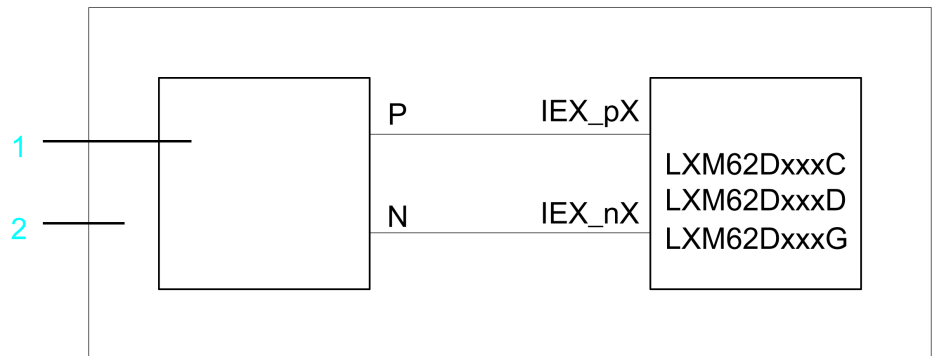 P IEX_pX
1
LXM62DxxxC
LXM62DxxxD
2 N IEX_nX
LXM62DxxxG